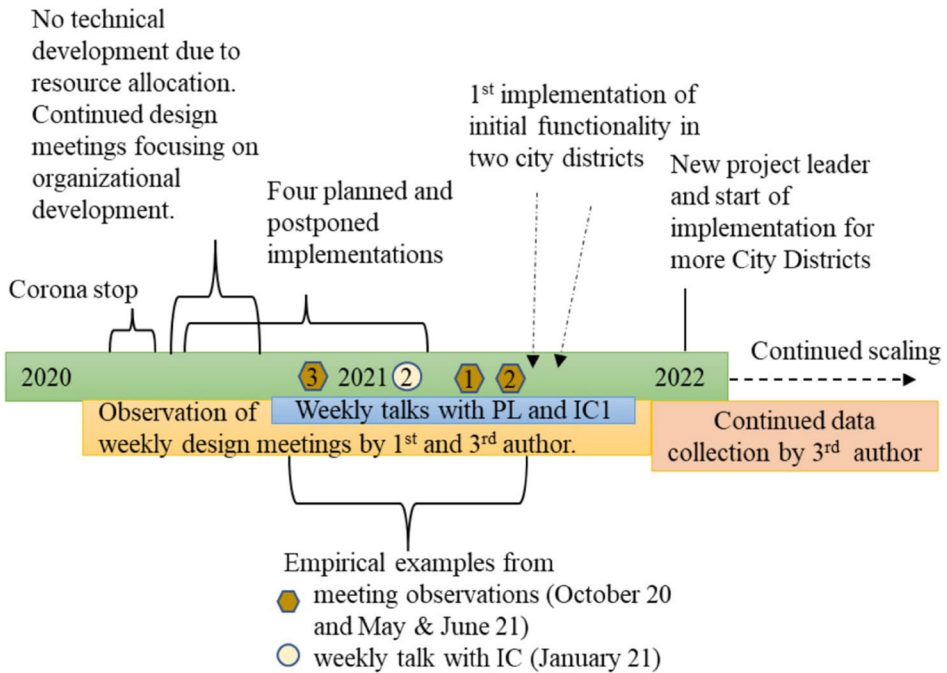 No technical
development due to
resource allocation.
Continued design
meetings focusing on
organizational
development.
1st implementation of
initial functionality in
two city districts
Four planned and
postponed
implementations
New project leader
and start of
implementation for
more City Districts
Corona stop
Continued scaling
2020
3
2021
2
1
2
2022
Observation of
weekly design meetings by 1st and 3rd author.
Weekly talks with PL and IC1
Continued data
collection by 3rd author
Empirical examples from
meeting observations (October 20
and May & June 21)
weekly talk with IC (January 21)